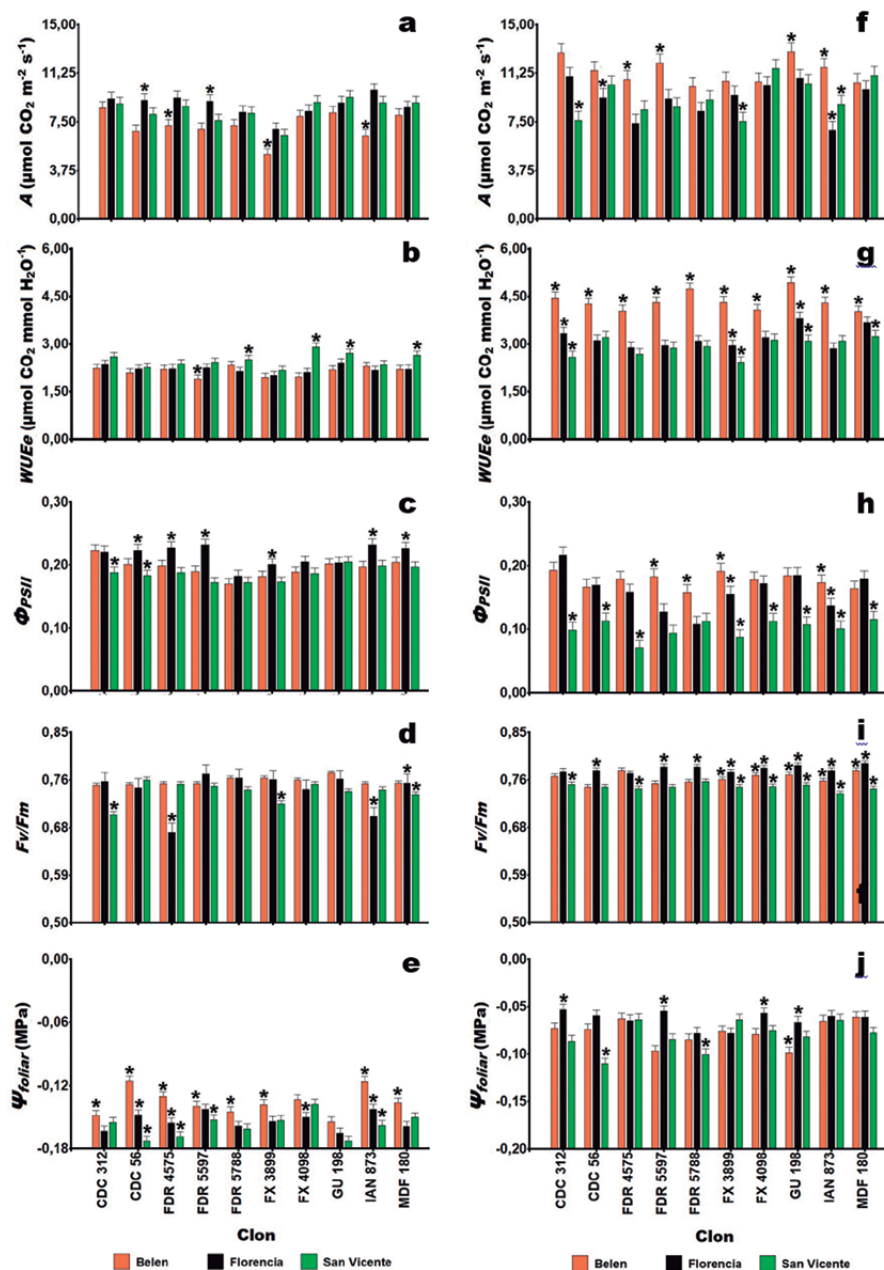 a
A (µmol CO₂ m⁻² s⁻¹)
15,00
11,25
7,50
3,75
0,00
* * * * * *
f
A (µmol CO₂ m⁻² s⁻¹)
15,00
11,25
7,50
3,75
0,00
* * * * * * * * *
b
WUEe (µmol CO₂ mmol H₂O⁻¹)
6,00
4,50
3,00
1,50
0,00
* * * * *
g
WUEe (µmol CO₂ mmol H₂O⁻¹)
6,00
4,50
3,00
1,50
0,00
* * * * * * * * * * * * * * * * *
c
ΦPSII
0,30
0,20
0,10
0,00
* * * * * * * *
h
ΦPSII
0,30
0,20
0,10
0,00
* * * * * * * * * * * * * *
d
Fv/Fm
0,85
0,76
0,68
0,59
0,50
* * * * * *
i
Fv/Fm
0,85
0,76
0,68
0,59
0,50
* * * * * * * * * * * * * * * * * * * * *
e
Ψfoliar (MPa)
0,00
-0,06
-0,12
-0,18
* * * * * * * * * * * * * * *
j
Ψfoliar (MPa)
0,00
-0,05
-0,10
-0,15
-0,20
* * * * * * *
CDC 312
CDC 56
FDR 4575
FDR 5597
FDR 5788
FX 3899
FX 4098
GU 198
IAN 873
MDF 180
Clon
Belen
Florencia
San Vicente
CDC 312
CDC 56
FDR 4575
FDR 5597
FDR 5788
FX 3899
FX 4098
GU 198
IAN 873
MDF 180
Clon
Belen
Florencia
San Vicente